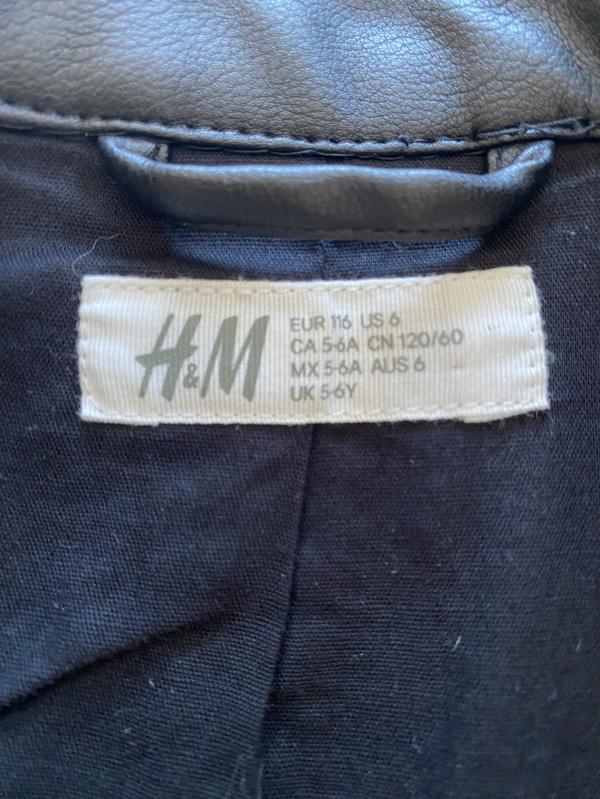 H&M
EUR 116 US 6
CA 5-6A CN 120/60
MX 5-6A AUS 6
UK 5-6Y